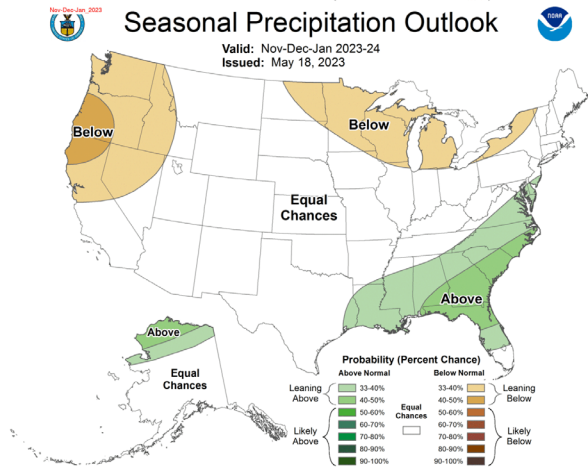 Nov-Dec-Jan_2023
Seasonal Precipitation Outlook
NOAA
Valid: Nov-Dec-Jan 2023-24
Issued: May 18, 2023
Below
Below
Equal
Chances
Above
Above
Equal
Chances
Probability (Percent Chance)
Above Normal
Below Normal
Leaning
Above
33-40%
40-50%
Likely
Above
50-60%
60-70%
70-80%
80-90%
90-100%
Equal
Chances
33-40%
40-50%
Leaning
Below
50-60%
60-70%
70-80%
80-90%
90-100%
Likely
Below